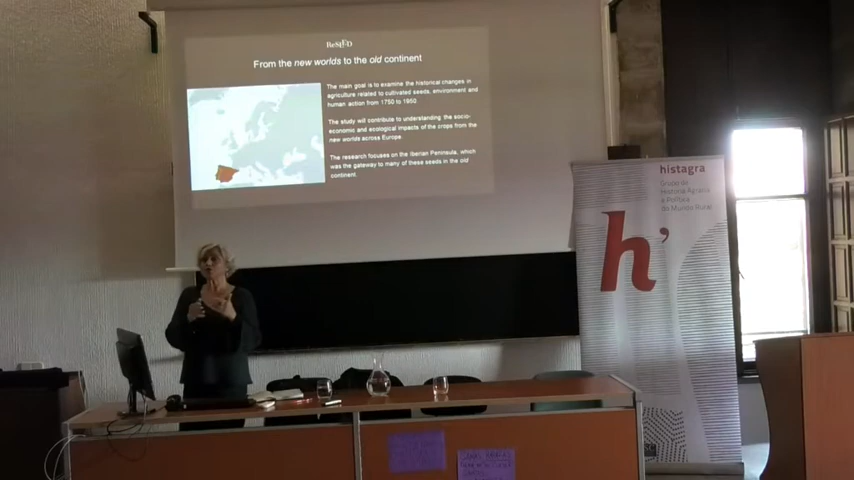 ReSEED
From the new worlds to the old continent
The main goal is to examine the historical changes in
agriculture related to cultivated seeds, environment and
human action from 1750 to 1950.
The study will contribute to understanding the socio-
economic and ecological impacts of the crops from the
new worlds across Europe
The research focuses on the Iberian Peninsula, which
was the gateway to many of these seeds in the old
continent.
histagra
Grupo de
Historia Agraria
e Política
do Mundo Rural
h’